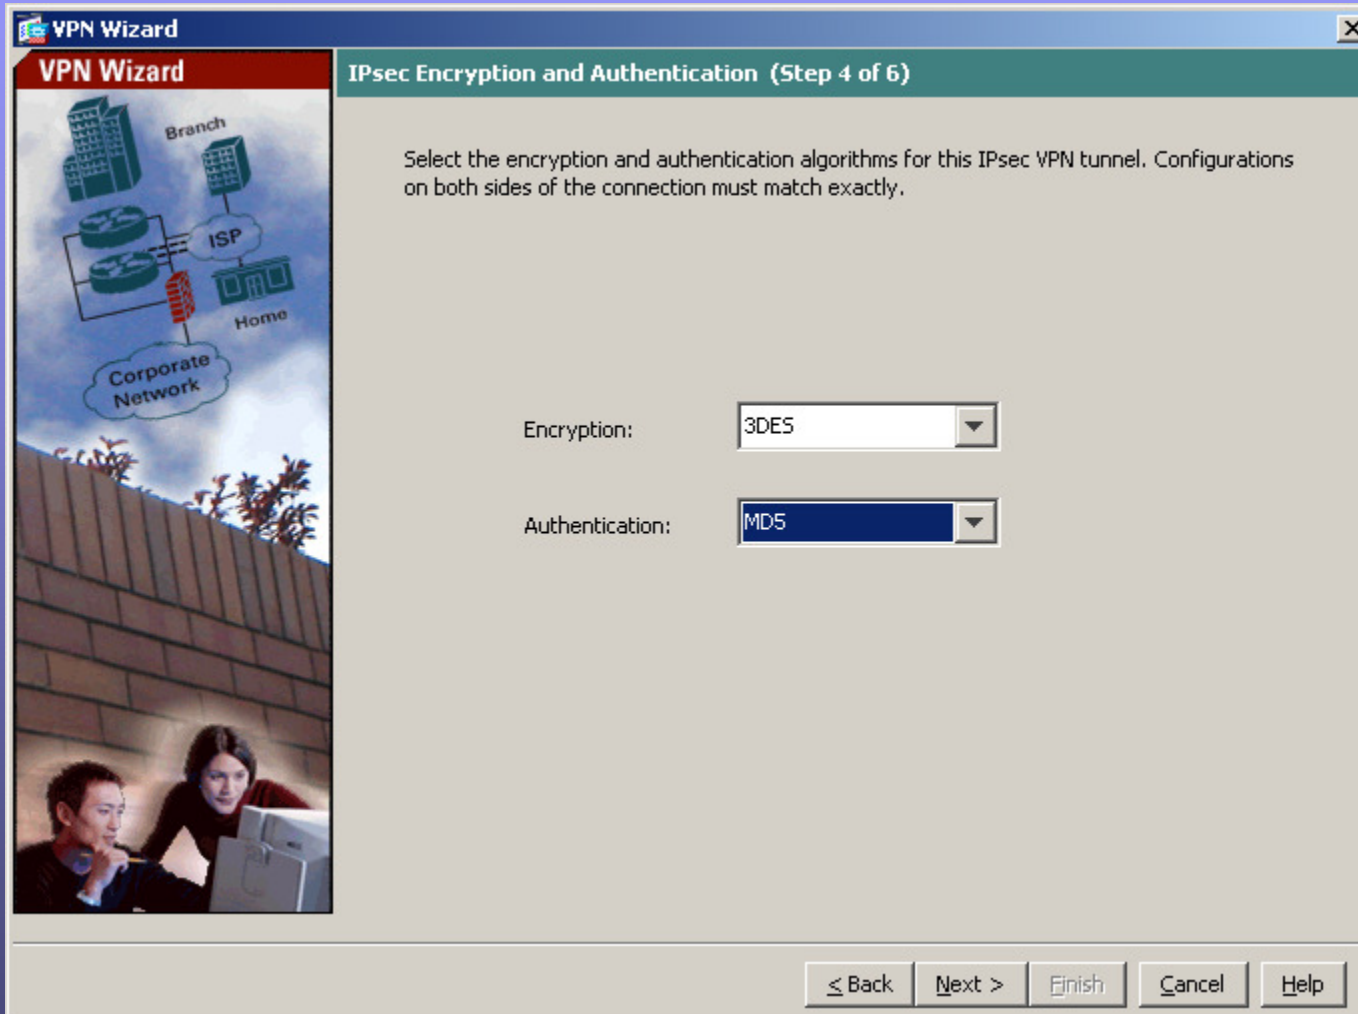 VPN Wizard
VPN Wizard
IPsec Encryption and Authentication (Step 4 of 6)
Branch
ISP
Home
Corporate
Network
Select the encryption and authentication algorithms for this IPsec VPN tunnel. Configurations
on both sides of the connection must match exactly.
Encryption: 3DES
Authentication: MD5
< Back Next > Finish Cancel Help